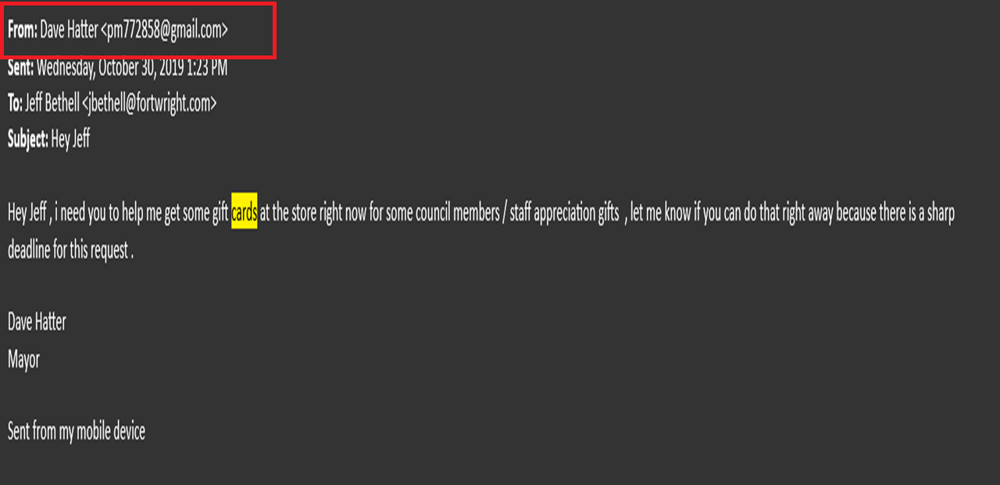 From: Dave Hatter <pm772858@gmail.com>
Sent: Wednesday, October 30, 2019 1:23 PM
To: Jeff Bethell <jbethell@fortwright.com>
Subject: Hey Jeff
Hey Jeff , i need you to help me get some gift cards at the store right now for some council members / staff appreciation gifts , let me know if you can do that right away because there is a sharp
deadline for this request .
Dave Hatter
Mayor
Sent from my mobile device